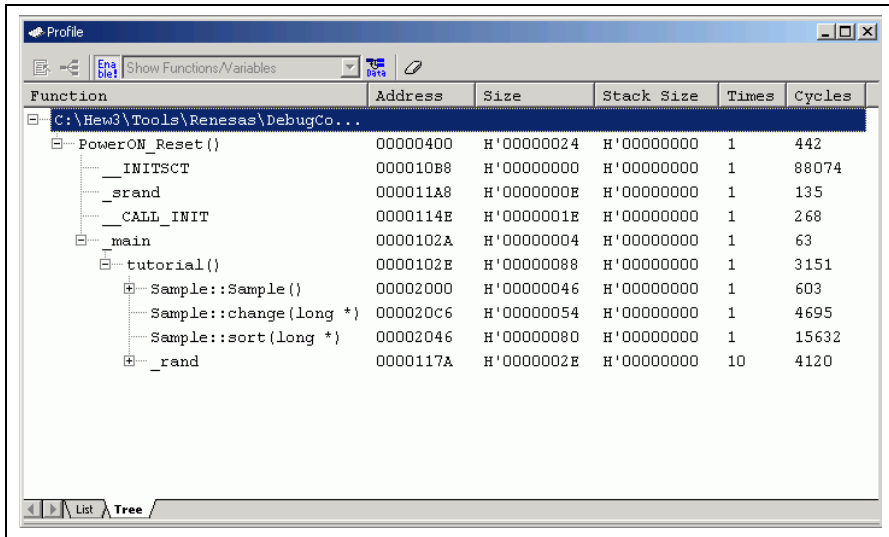 Profile
Ena ble! Show Functions/Variables Data
Function Address Size Stack Size Times Cycles
C:\Hew3\Tools\Renesas\DebugCo...
PowerON_Reset() 00000400 H'00000024 H'00000000 1 442
__INITSCT 000010B8 H'00000000 H'00000000 1 88074
_srand 000011A8 H'0000000E H'00000000 1 135
__CALL_INIT 0000114E H'0000001E H'00000000 1 268
_main 0000102A H'00000004 H'00000000 1 63
tutorial() 0000102E H'00000088 H'00000000 1 3151
Sample::Sample() 00002000 H'00000046 H'00000000 1 603
Sample::change(long *) 000020C6 H'00000054 H'00000000 1 4695
Sample::sort(long *) 00002046 H'00000080 H'00000000 1 15632
_rand 0000117A H'0000002E H'00000000 10 4120
List Tree